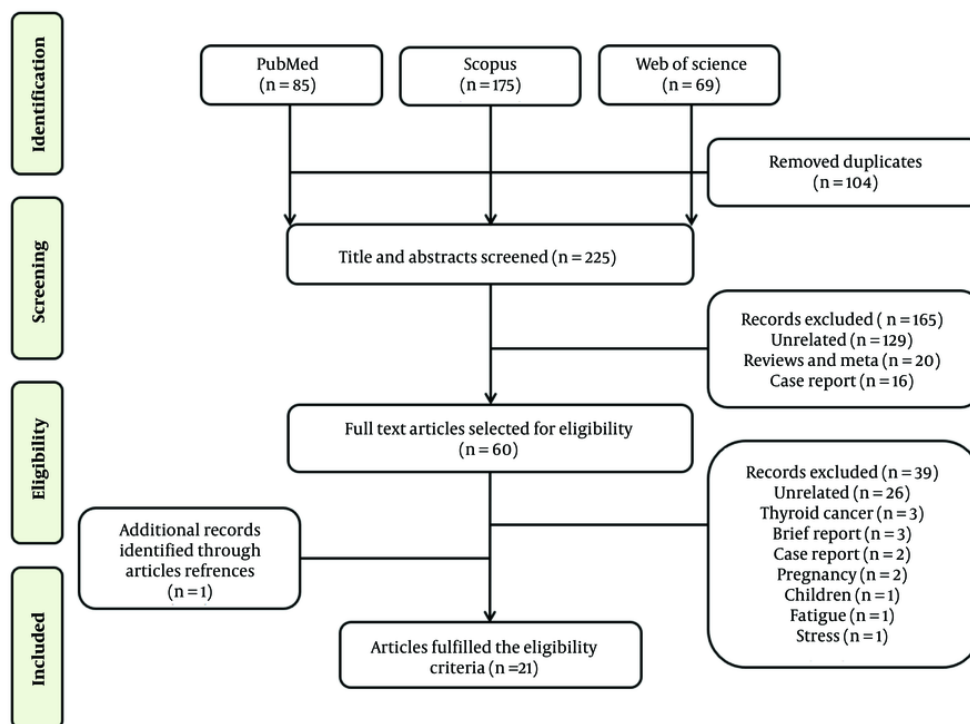 Identification
PubMed
(n = 85)
Scopus
(n = 175)
Web of science
(n = 69)
Removed duplicates
(n = 104)
Screening
Title and abstracts screened (n = 225)
Records excluded ( n = 165)
Unrelated (n = 129)
Reviews and meta (n = 20)
Case report (n = 16)
Eligibility
Full text articles selected for eligibility
(n = 60)
Records excluded (n = 39)
Unrelated (n = 26)
Thyroid cancer (n = 3)
Brief report (n = 3)
Case report (n = 2)
Pregnancy (n = 2)
Children (n = 1)
Fatigue (n = 1)
Stress (n = 1)
Additional records
identified through
articles refrences
(n = 1)
Included
Articles fulfilled the eligibility
criteria (n =21)